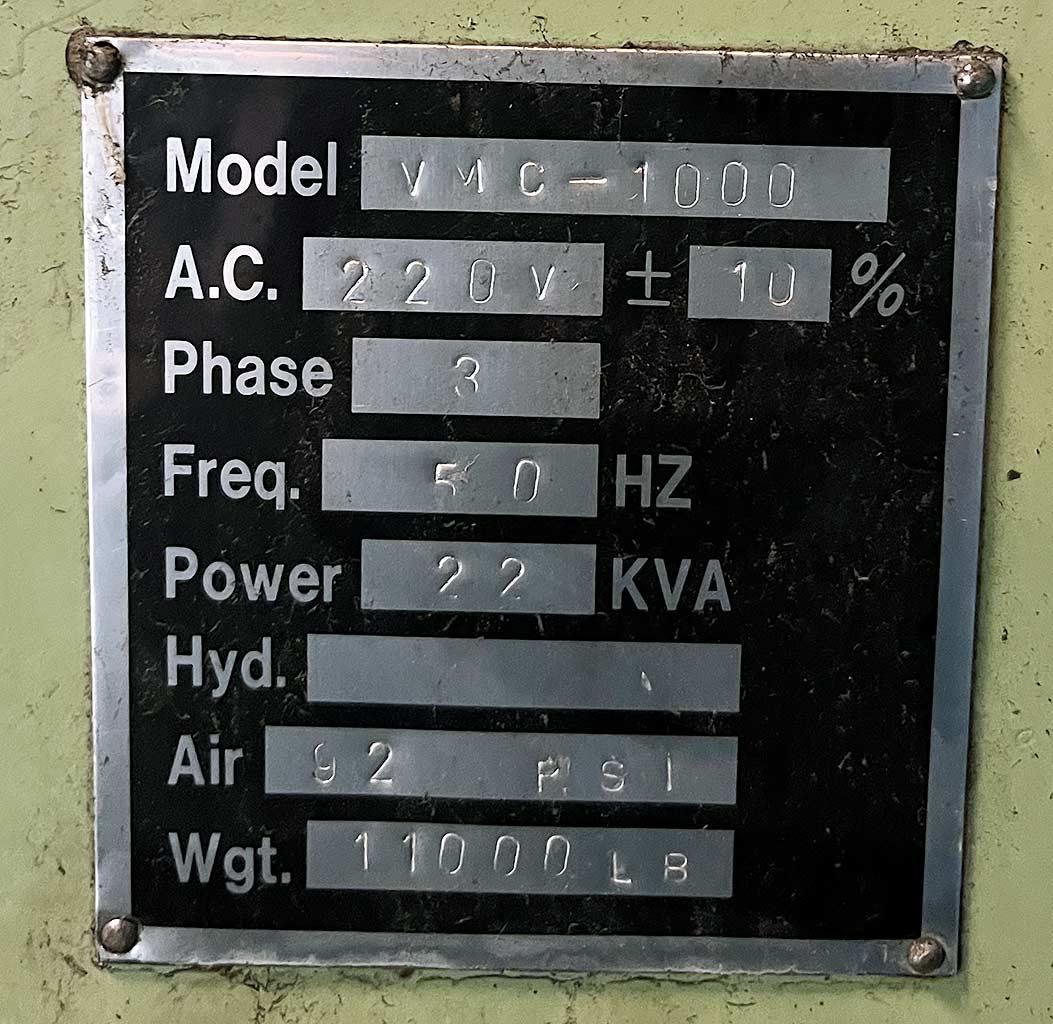 Model VMC-1000
A.C. 220V ± 10 %
Phase 3
Freq. 50 HZ
Power 22 KVA
Hyd.
Air 92 PSI
Wgt. 11000 LB